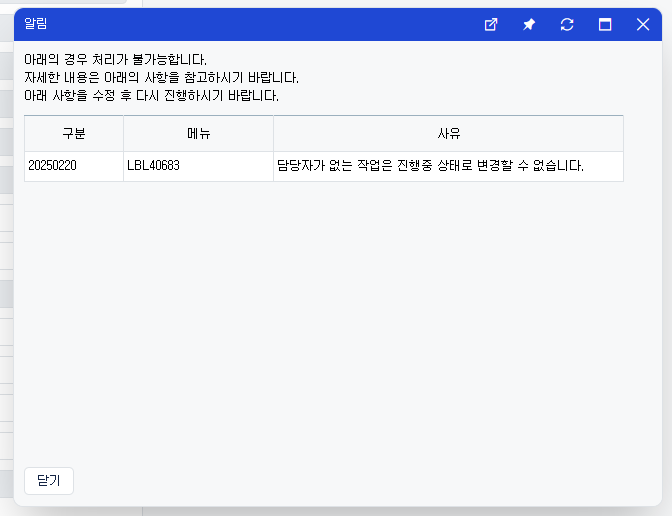 알림
아래의 경우 처리가 불가능합니다.
자세한 내용은 아래의 사항을 참고하시기 바랍니다.
아래 사항을 수정 후 다시 진행하시기 바랍니다.
구분 메뉴 사유
20250220 LBL40683 담당자가 없는 작업은 진행중 상태로 변경할 수 없습니다.
닫기